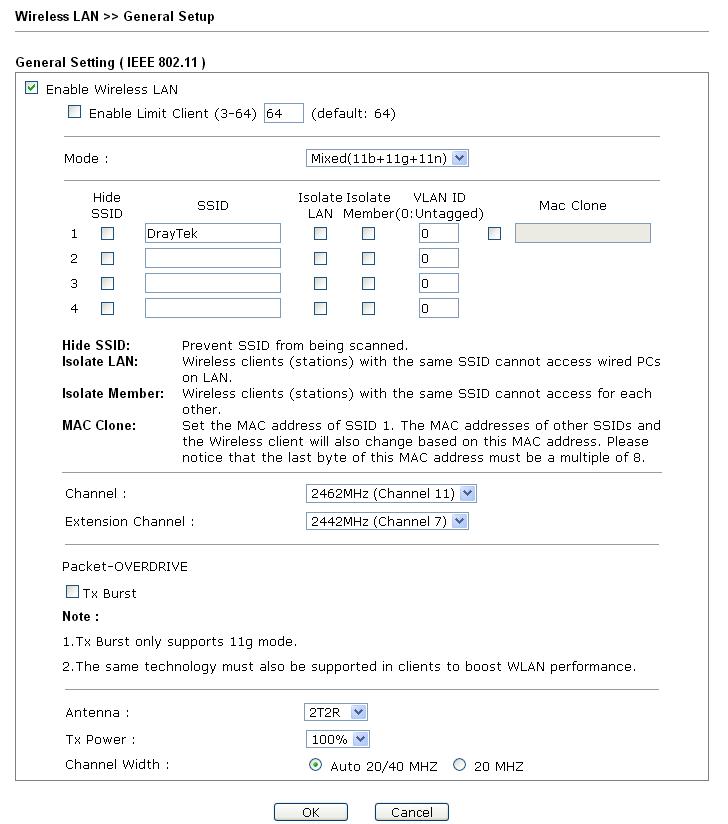 Wireless LAN >> General Setup
General Setting ( IEEE 802.11 )
Enable Wireless LAN
Enable Limit Client (3-64) 64 (default: 64)
Mode : Mixed(11b+11g+11n)
Hide SSID SSID Isolate LAN Isolate Member VLAN ID (0:Untagged) Mac Clone
1 DrayTek 0
2 0
3 0
4 0
Hide SSID: Prevent SSID from being scanned.
Isolate LAN: Wireless clients (stations) with the same SSID cannot access wired PCs
on LAN.
Isolate Member: Wireless clients (stations) with the same SSID cannot access for each
other.
MAC Clone: Set the MAC address of SSID 1. The MAC addresses of other SSIDs and
the Wireless client will also change based on this MAC address. Please
notice that the last byte of this MAC address must be a multiple of 8.
Channel : 2462MHz (Channel 11)
Extension Channel : 2442MHz (Channel 7)
Packet-OVERDRIVE
Tx Burst
Note :
1.Tx Burst only supports 11g mode.
2.The same technology must also be supported in clients to boost WLAN performance.
Antenna : 2T2R
Tx Power : 100%
Channel Width : Auto 20/40 MHZ 20 MHZ
OK Cancel